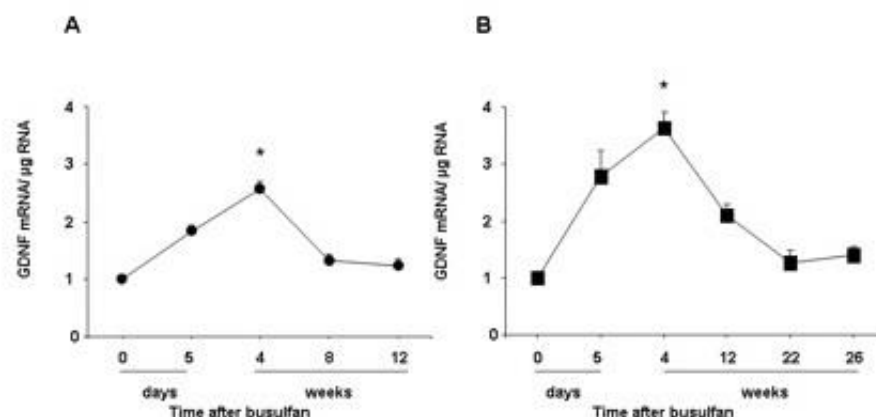 A
GDNF mRNA/ µg RNA
4
*
3
2
1
0
0 5 4 8 12
days weeks
Time after busulfan
B
GDNF mRNA/ µg RNA
*
4
3
2
1
0
0 5 4 12 22 26
days weeks
Time after busulfan